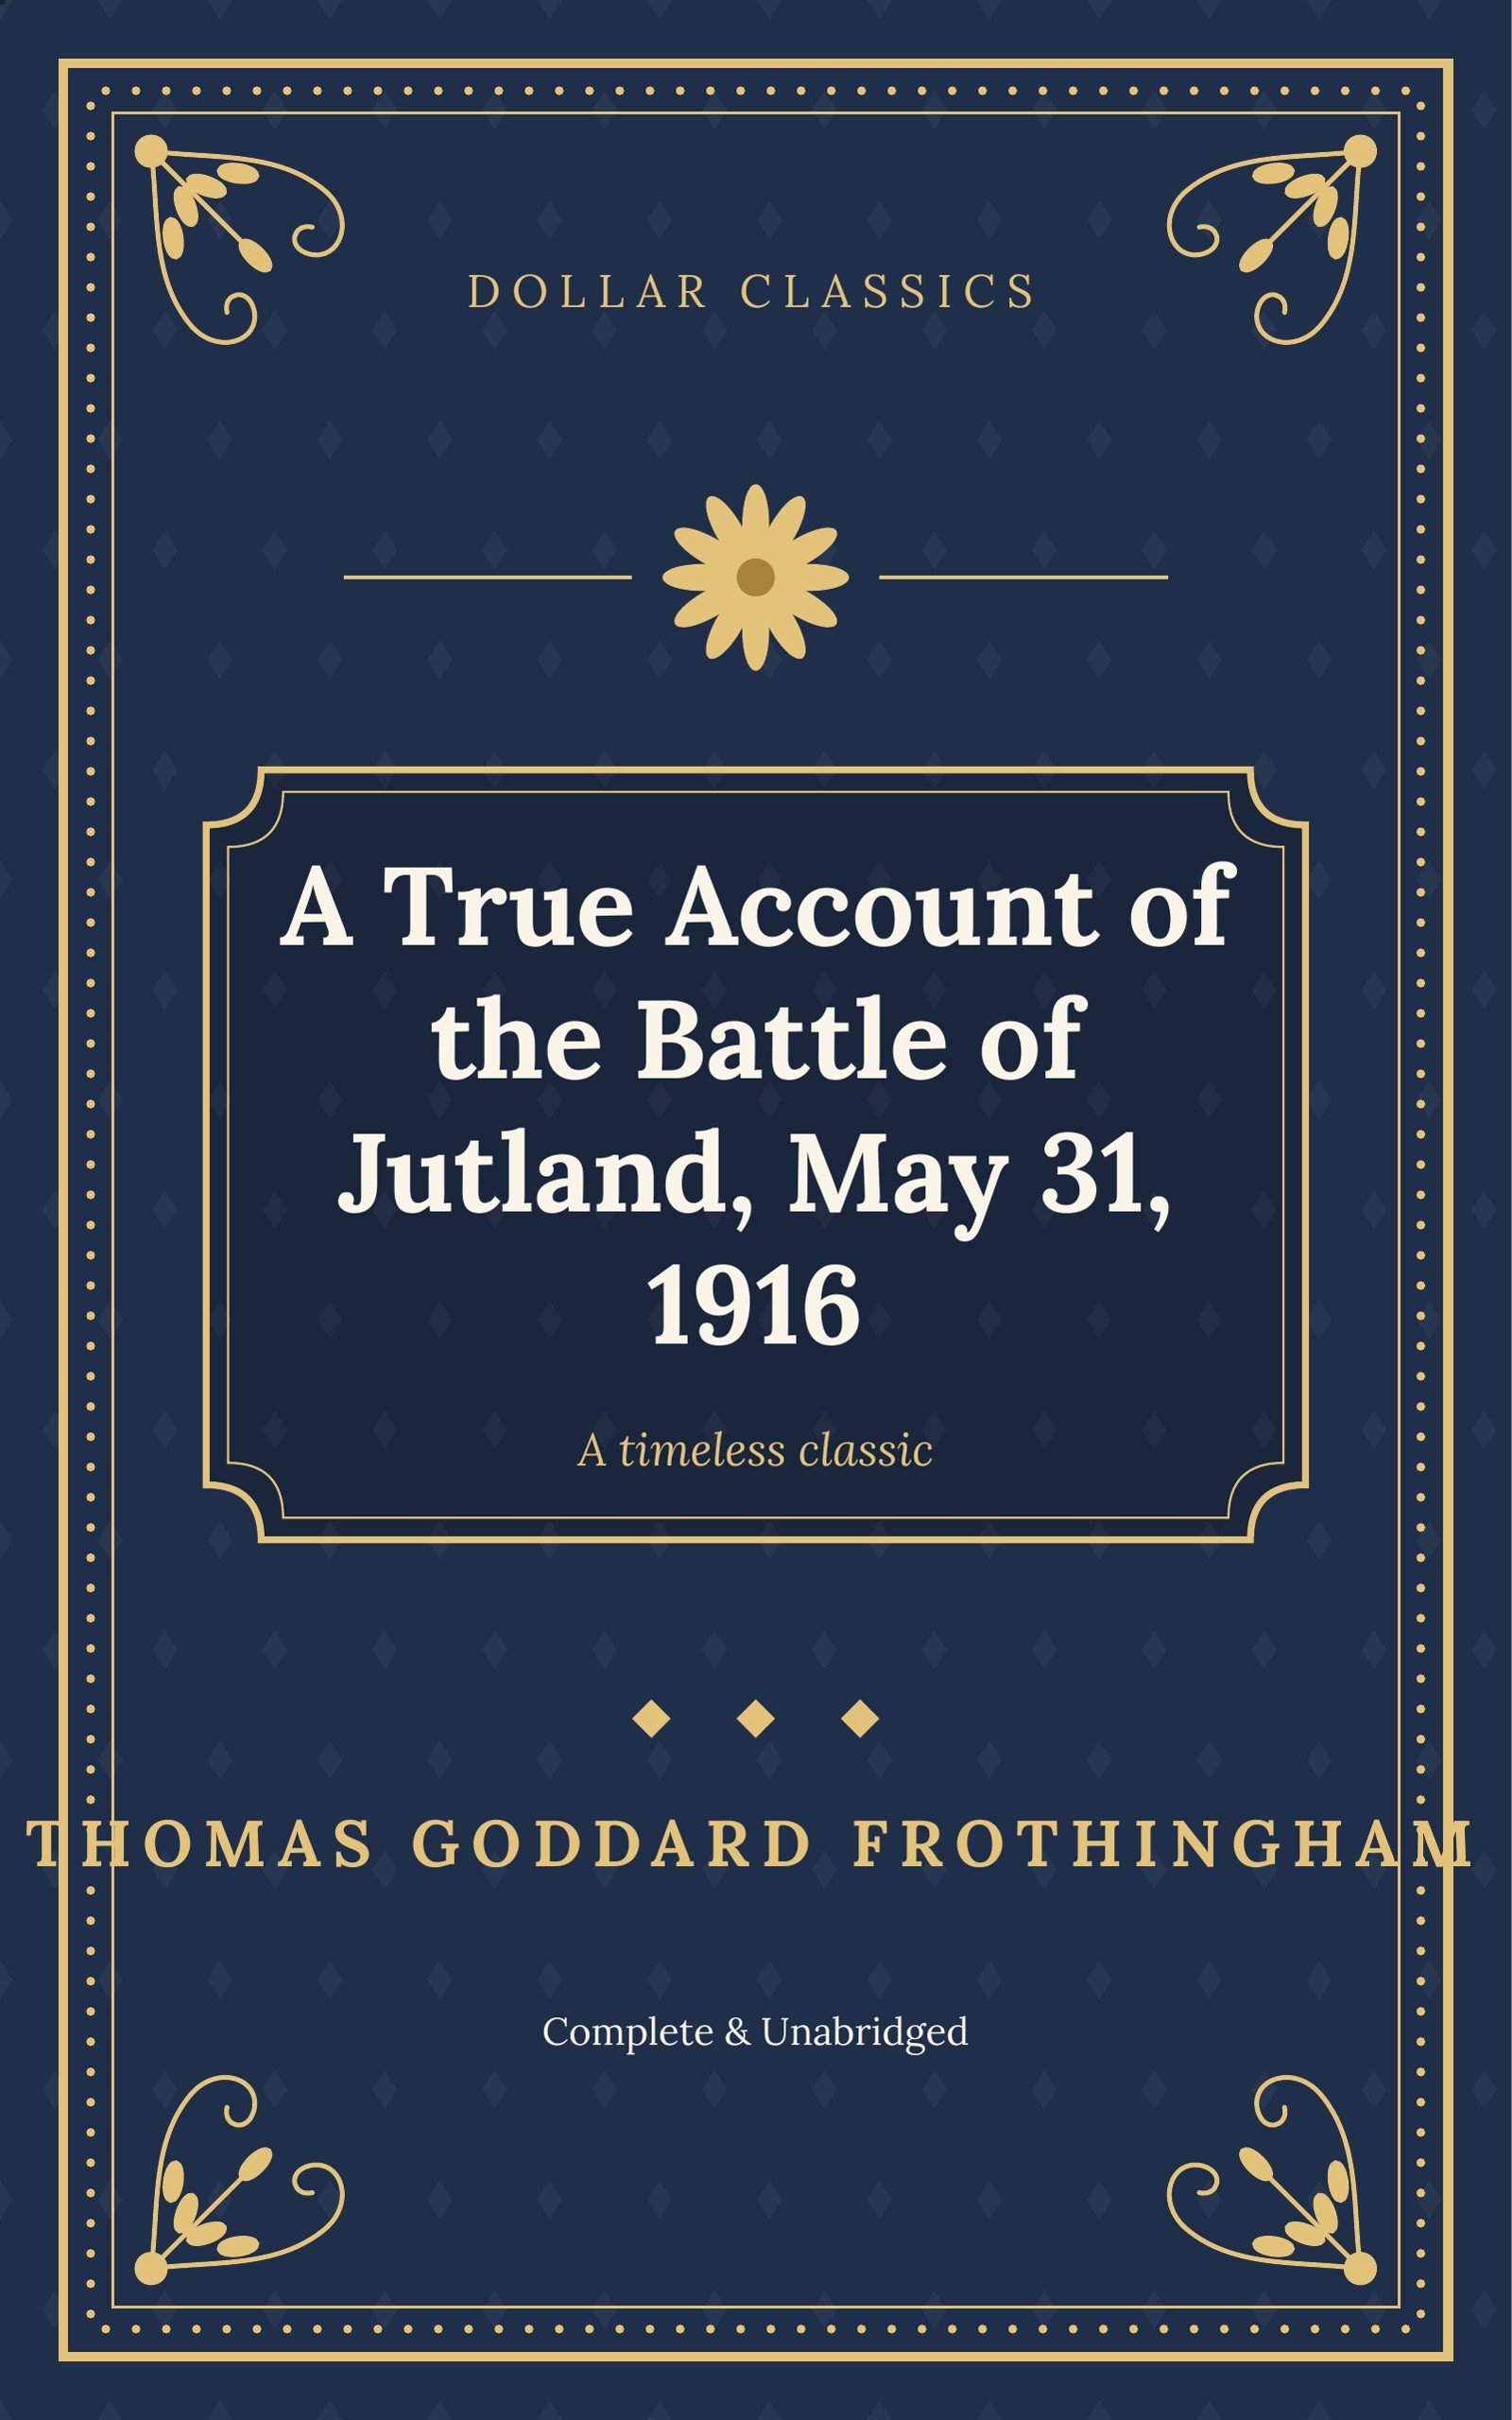 DOLLAR CLASSICS
A True Account of
the Battle of
Jutland, May 31,
1916
A timeless classic
THOMAS GODDARD FROTHINGHAM
Complete & Unabridged